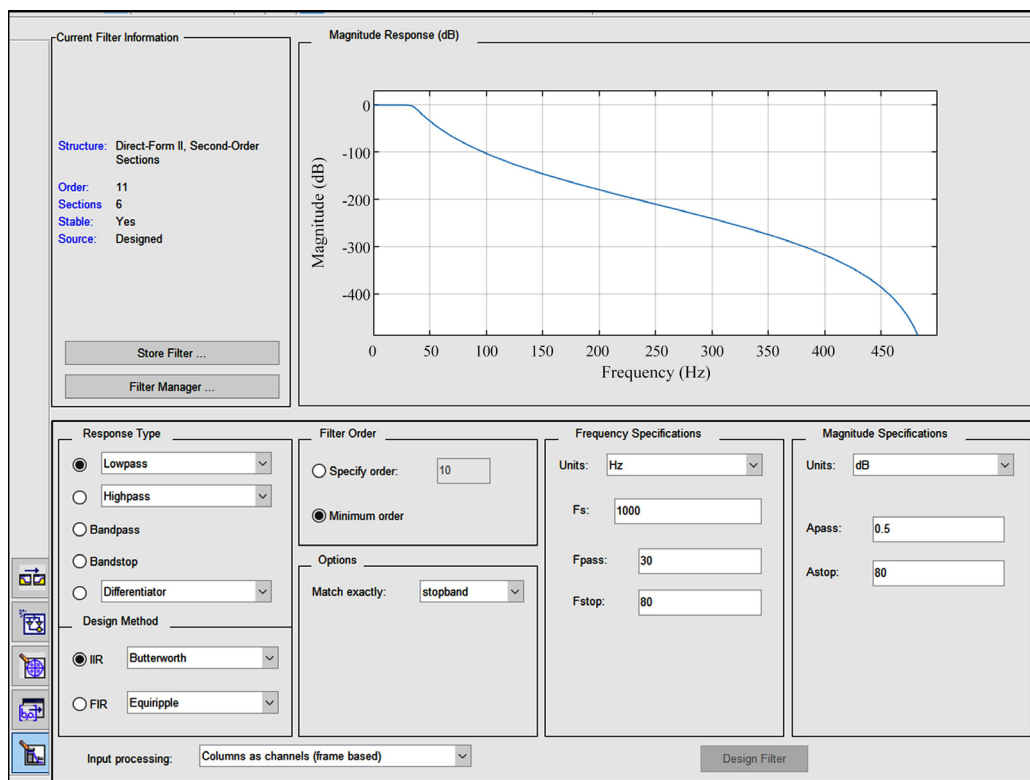 Current Filter Information
Structure: Direct-Form II, Second-Order
Sections
Order: 11
Sections 6
Stable: Yes
Source: Designed
Store Filter ...
Filter Manager ...
Magnitude Response (dB)
Magnitude (dB)
0
-100
-200
-300
-400
0 50 100 150 200 250 300 350 400 450
Frequency (Hz)
Response Type
Lowpass
Highpass
Bandpass
Bandstop
Differentiator
Design Method
IIR Butterworth
FIR Equiripple
Filter Order
Specify order: 10
Minimum order
Options
Match exactly: stopband
Frequency Specifications
Units: Hz
Fs: 1000
Fpass: 30
Fstop: 80
Magnitude Specifications
Units: dB
Apass: 0.5
Astop: 80
Input processing: Columns as channels (frame based)
Design Filter